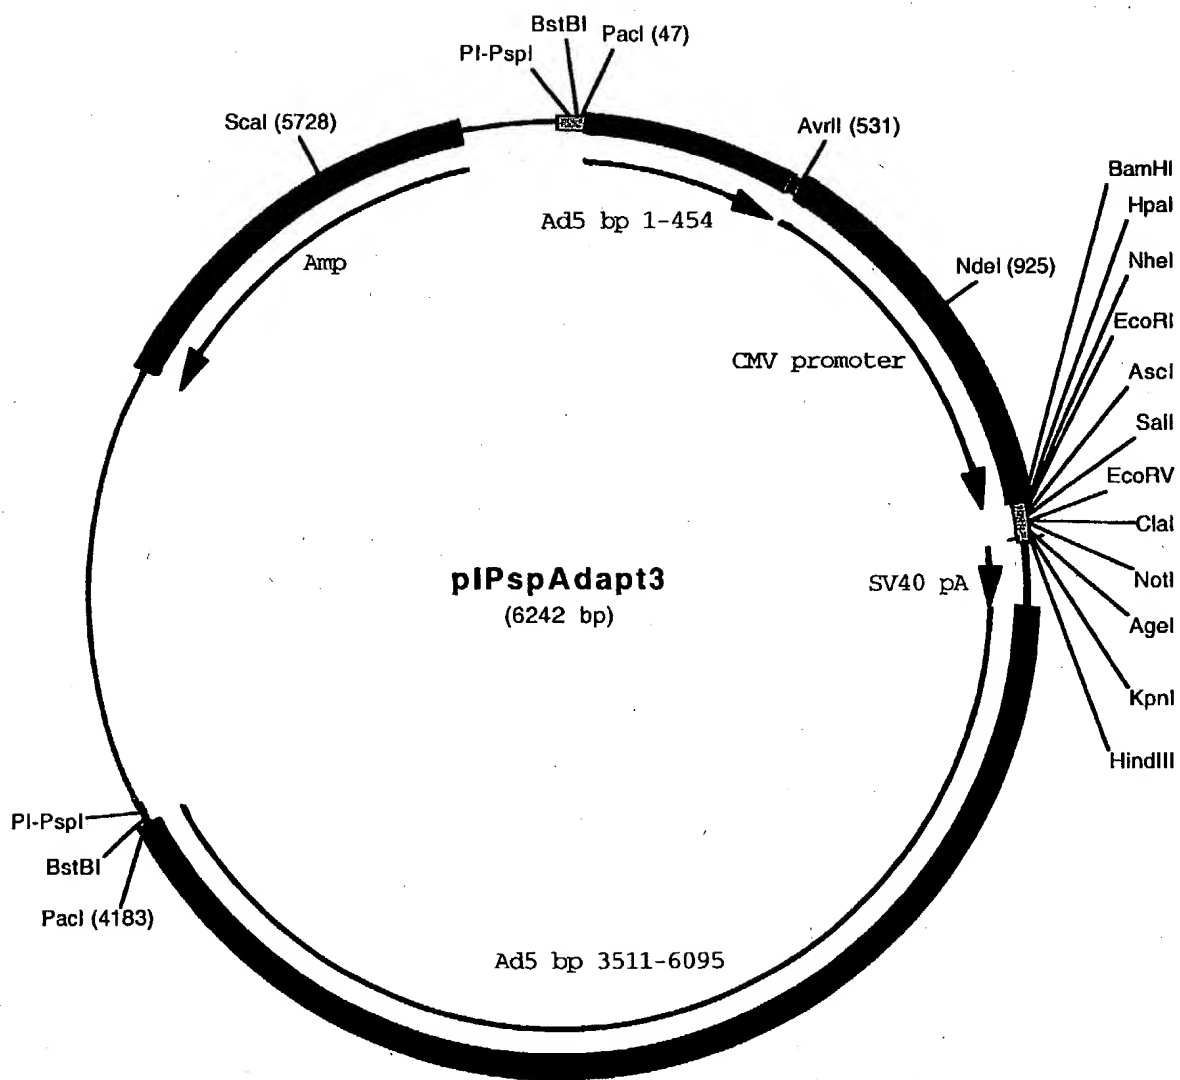 BstBI
PacI (47)
PI-PspI
ScaI (5728)
AvrII (531)
BamHI
HpaI
Ad5 bp 1-454
Amp
NheI
NdeI (925)
EcoRI
CMV promoter
AscI
SalI
EcoRV
ClaI
pIPspAdapt3
(6242 bp)
SV40 pA
NotI
AgeI
KpnI
HindIII
PI-PspI
BstBI
PacI (4183)
Ad5 bp 3511-6095